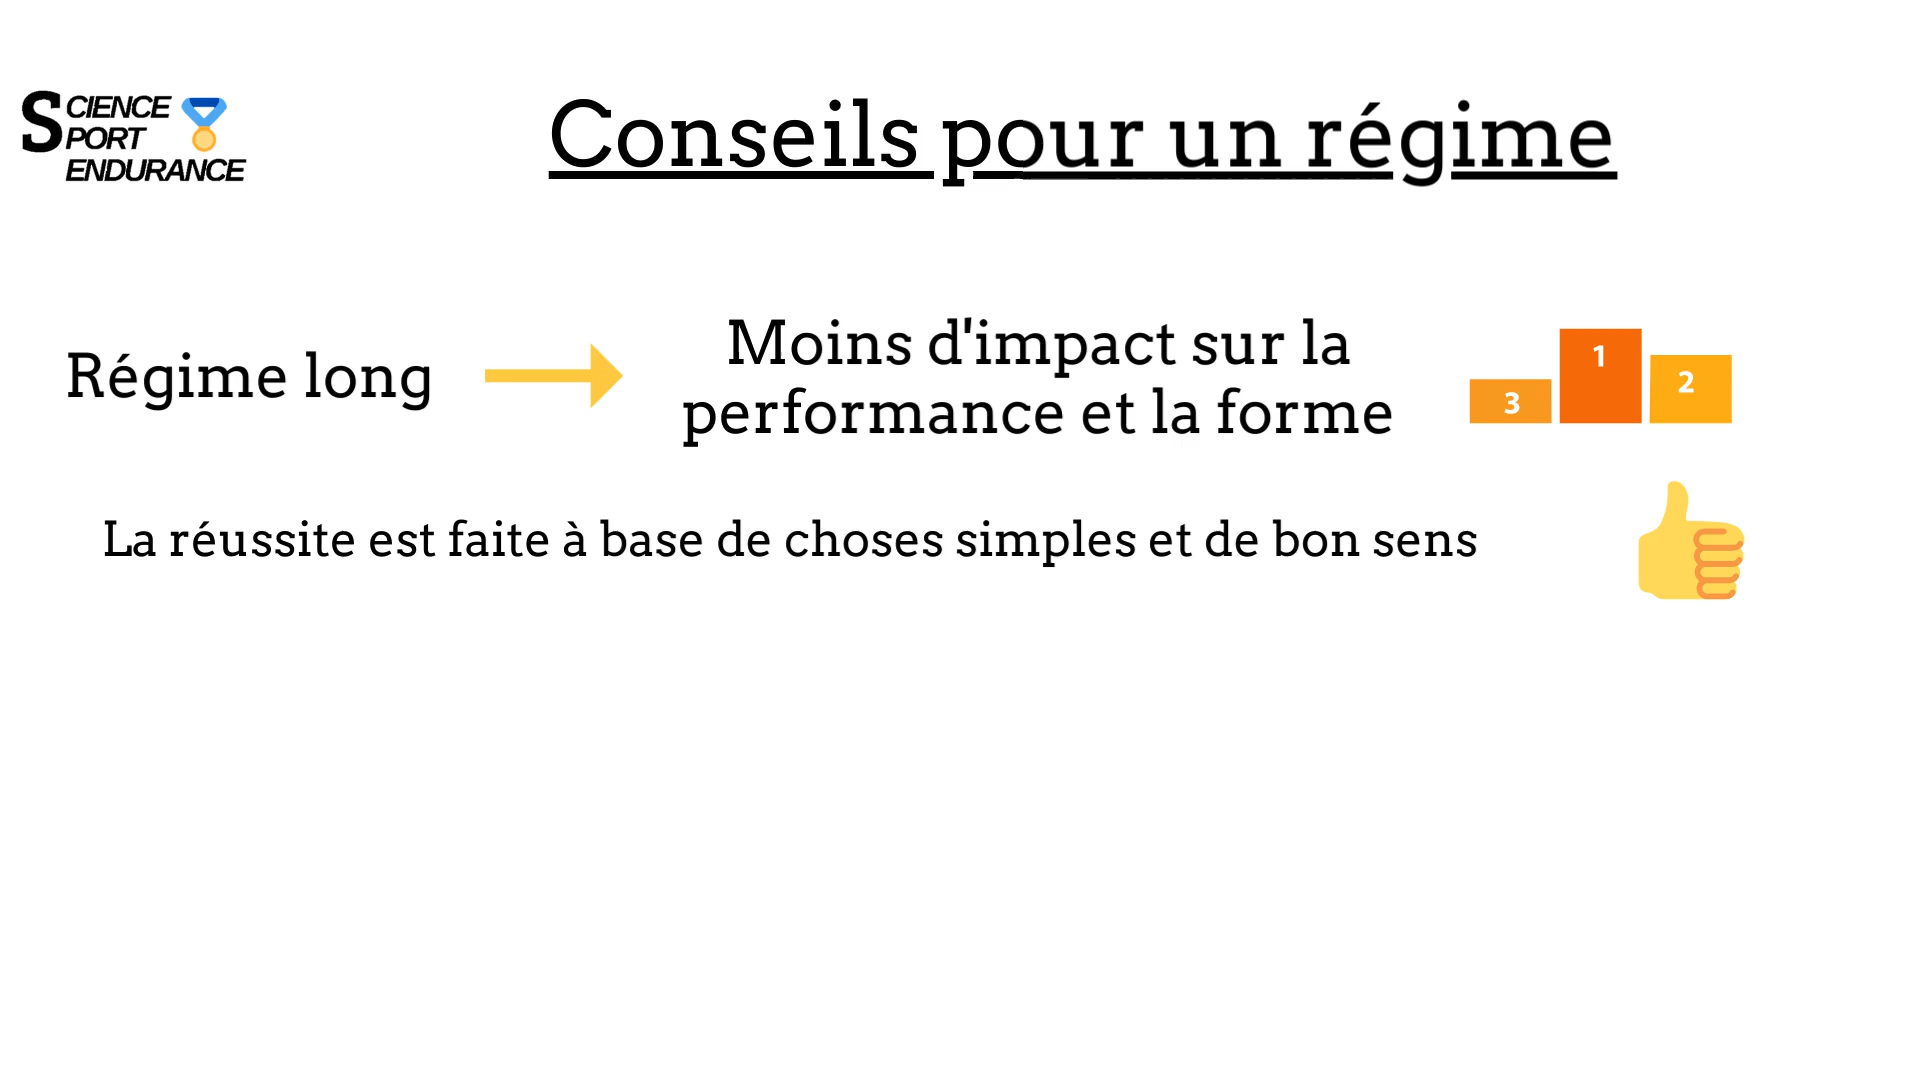 SCIENCE
SPORT
ENDURANCE
Conseils pour un régime
Régime long
Moins d'impact sur la
performance et la forme
3
1
2
La réussite est faite à base de choses simples et de bon sens